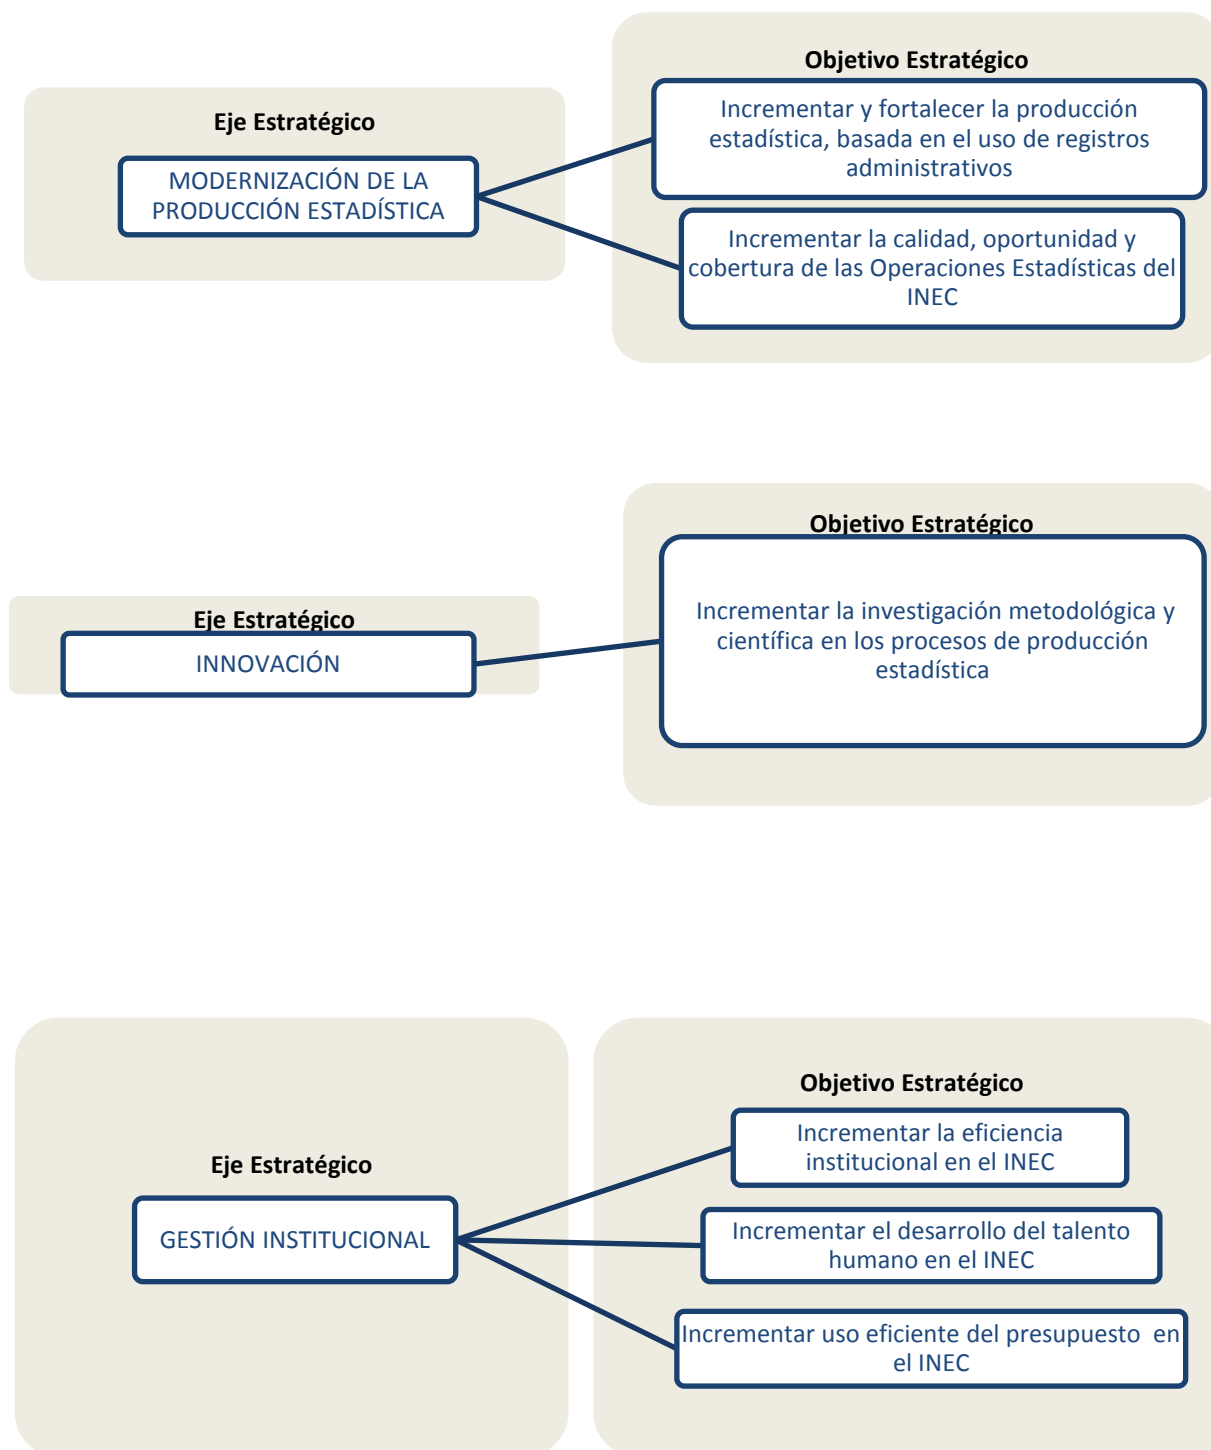 Eje Estratégico
MODERNIZACIÓN DE LA
PRODUCCIÓN ESTADÍSTICA
Objetivo Estratégico
Incrementar y fortalecer la producción
estadística, basada en el uso de registros
administrativos
Incrementar la calidad, oportunidad y
cobertura de las Operaciones Estadísticas del
INEC
Eje Estratégico
INNOVACIÓN
Objetivo Estratégico
Incrementar la investigación metodológica y
científica en los procesos de producción
estadística
Eje Estratégico
GESTIÓN INSTITUCIONAL
Objetivo Estratégico
Incrementar la eficiencia
institucional en el INEC
Incrementar el desarrollo del talento
humano en el INEC
Incrementar uso eficiente del presupuesto  en
el INEC